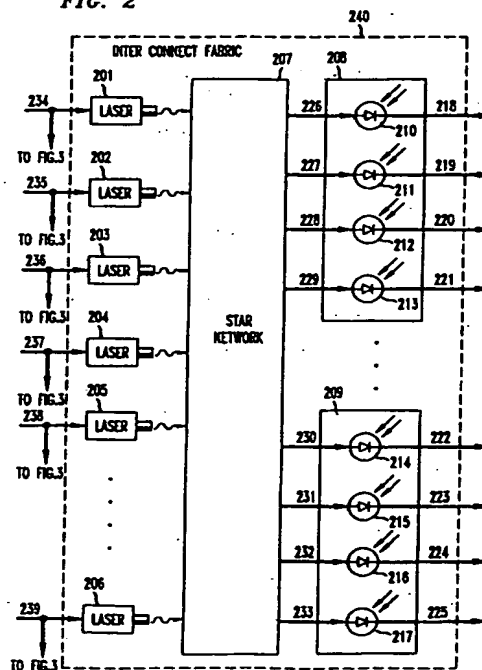 FIG. 2
240
INTER CONNECT FABRIC
207
208
201
234
LASER
226
218
TO FIG.3
210
202
227
219
235
LASER
211
TO FIG.3
228
220
203
212
236
LASER
229
221
TO FIG.3
213
204
STAR
NETWORK
237
LASER
TO FIG.3
205
238
LASER
209
TO FIG.3
230
222
214
231
223
215
232
224
206
216
239
LASER
233
225
TO FIG.3
217